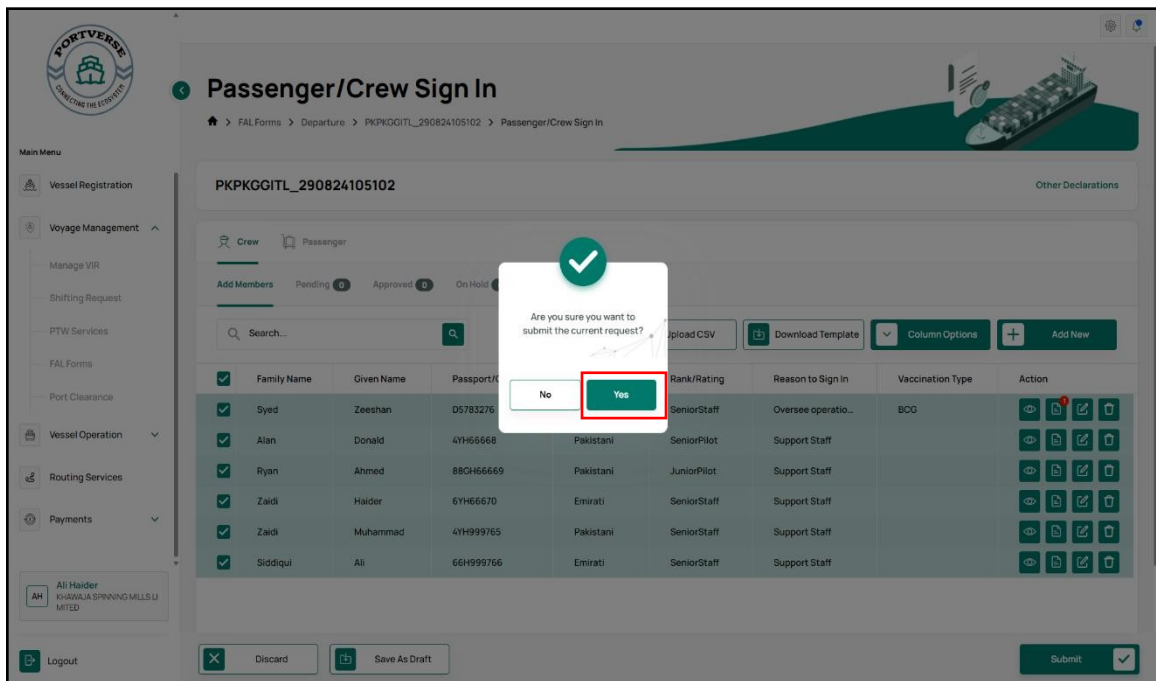 PORTVERSE
CONNECTING THE ECOSYSTEM
Passenger/Crew Sign In
FAL Forms > Departure > PKPKGGITL_290824105102 > Passenger/Crew Sign In
Main Menu
Vessel Registration
Voyage Management
Manage VIR
Shifting Request
PTW Services
FAL Forms
Port Clearance
Vessel Operation
Routing Services
Payments
AH
Ali Haider
KHAWAJA SPINNING MILLS LI
MITED
Logout
PKPKGGITL_290824105102
Other Declarations
Crew
Passenger
Add Members
Pending 0
Approved 0
On Hold
Search...
Upload CSV
Download Template
Column Options
Add New
Family Name Given Name Passport/ Rank/Rating Reason to Sign In Vaccination Type Action
Syed Zeeshan D5783276 SeniorStaff Oversee operatio... BCG 1
Alan Donald 4YH66668 Pakistani SeniorPilot Support Staff
Ryan Ahmed 88GH66669 Pakistani JuniorPilot Support Staff
Zaidi Haider 6YH66670 Emirati SeniorStaff Support Staff
Zaidi Muhammad 4YH999765 Pakistani SeniorStaff Support Staff
Siddiqui Ali 66H999766 Emirati SeniorStaff Support Staff
Are you sure you want to
submit the current request?
No
Yes
Discard
Save As Draft
Submit